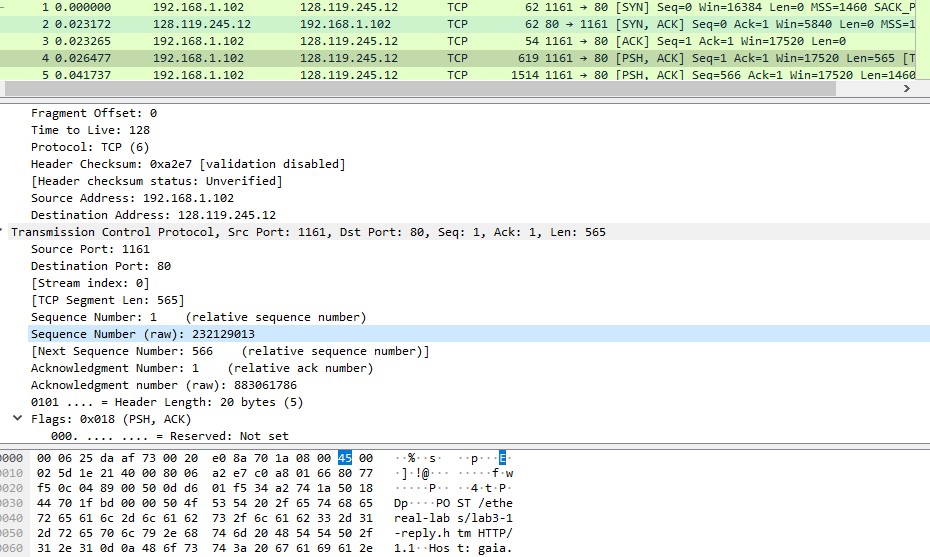 1 0.000000 192.168.1.102 128.119.245.12 TCP 62 1161 → 80 [SYN] Seq=0 Win=16384 Len=0 MSS=1460 SACK_P
2 0.023172 128.119.245.12 192.168.1.102 TCP 62 80 → 1161 [SYN, ACK] Seq=0 Ack=1 Win=5840 Len=0 MSS=1
3 0.023265 192.168.1.102 128.119.245.12 TCP 54 1161 → 80 [ACK] Seq=1 Ack=1 Win=17520 Len=0
4 0.026477 192.168.1.102 128.119.245.12 TCP 619 1161 → 80 [PSH, ACK] Seq=1 Ack=1 Win=17520 Len=565 [T
5 0.041737 192.168.1.102 128.119.245.12 TCP 1514 1161 → 80 [PSH, ACK] Seq=566 Ack=1 Win=17520 Len=1460
Fragment Offset: 0
Time to Live: 128
Protocol: TCP (6)
Header Checksum: 0xa2e7 [validation disabled]
[Header checksum status: Unverified]
Source Address: 192.168.1.102
Destination Address: 128.119.245.12
Transmission Control Protocol, Src Port: 1161, Dst Port: 80, Seq: 1, Ack: 1, Len: 565
Source Port: 1161
Destination Port: 80
[Stream index: 0]
[TCP Segment Len: 565]
Sequence Number: 1 (relative sequence number)
Sequence Number (raw): 232129013
[Next Sequence Number: 566 (relative sequence number)]
Acknowledgment Number: 1 (relative ack number)
Acknowledgment number (raw): 883061786
0101 .... = Header Length: 20 bytes (5)
Flags: 0x018 (PSH, ACK)
000. .... .... = Reserved: Not set
0000 00 06 25 da af 73 00 20 e0 8a 70 1a 08 00 45 00 ··%··s· ··p···E·
0010 02 5d 1e 21 40 00 80 06 a2 e7 c0 a8 01 66 80 77 ·]·!@··· ·····f·w
0020 f5 0c 04 89 00 50 0d d6 01 f5 34 a2 74 1a 50 18 ·····P·· ··4·t·P·
0030 44 70 1f bd 00 00 50 4f 53 54 20 2f 65 74 68 65 Dp····PO ST /ethe
0040 72 65 61 6c 2d 6c 61 62 73 2f 6c 61 62 33 2d 31 real-lab s/lab3-1
0050 2d 72 65 70 6c 79 2e 68 74 6d 20 48 54 54 50 2f -reply.h tm HTTP/
0060 31 2e 31 0d 0a 48 6f 73 74 3a 20 67 61 69 61 2e 1.1··Hos t: gaia.